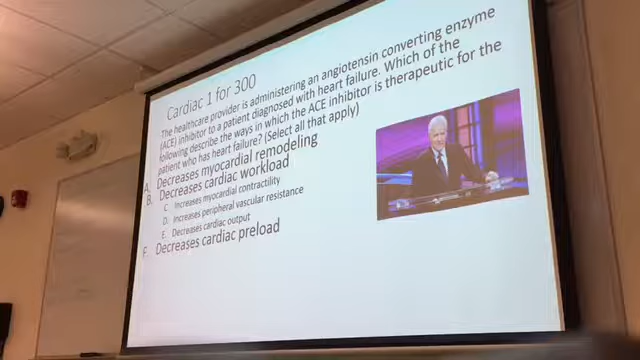 Cardiac 1 for 300
The healthcare provider is administering an angiotensin converting enzyme
(ACE) inhibitor to a patient diagnosed with heart failure. Which of the
following describe the ways in which the ACE inhibitor is therapeutic for the
patient who has heart failure? (Select all that apply)
A. Decreases myocardial remodeling
B. Decreases cardiac workload
C. Increases myocardial contractility
D. Increases peripheral vascular resistance
E. Decreases cardiac output
F. Decreases cardiac preload